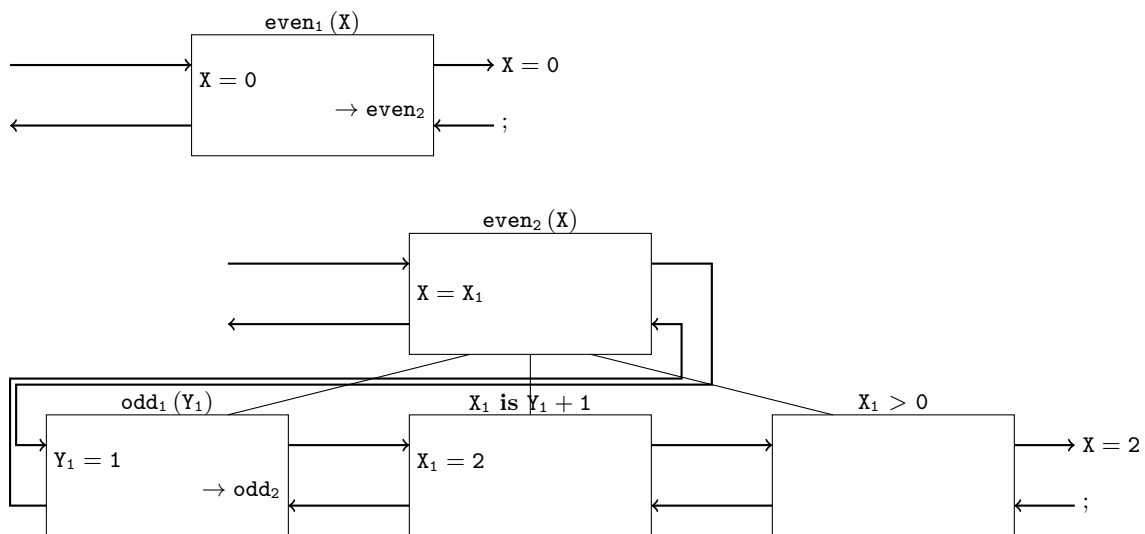 even₁(X)
X = 0
X = 0
→ even₂
;
even₂(X)
X = X₁
odd₁(Y₁)
X₁ is Y₁ + 1
X₁ > 0
Y₁ = 1
X₁ = 2
X = 2
→ odd₂
;